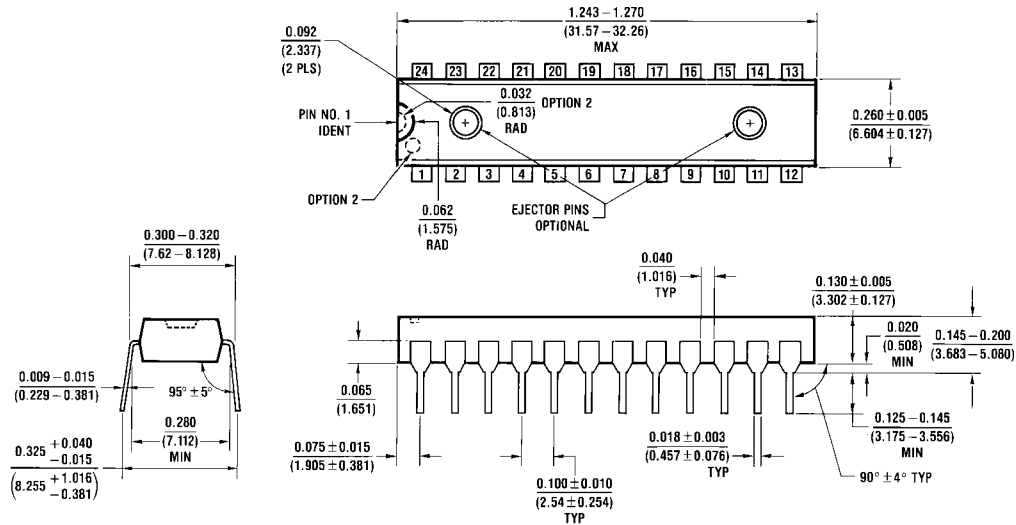 1.243 – 1.270
(31.57 – 32.26)
MAX
0.092
(2.337)
(2 PLS)
24 23 22 21 20 19 18 17 16 15 14 13
PIN NO. 1
IDENT
0.032
(0.813)
RAD
OPTION 2
0.260 ± 0.005
(6.604 ± 0.127)
1 2 3 4 5 6 7 8 9 10 11 12
OPTION 2
0.062
(1.575)
RAD
EJECTOR PINS
OPTIONAL
0.300 – 0.320
(7.62 – 8.128)
0.040
(1.016)
TYP
0.130 ± 0.005
(3.302 ± 0.127)
0.020
(0.508)
MIN
0.145 – 0.200
(3.683 – 5.080)
0.009 – 0.015
(0.229 – 0.381)
95° ± 5°
0.280
(7.112)
MIN
0.065
(1.651)
0.125 – 0.145
(3.175 – 3.556)
MIN
0.325 + 0.040
– 0.015
(8.255 + 1.016
– 0.381)
0.075 ± 0.015
(1.905 ± 0.381)
0.018 ± 0.003
(0.457 ± 0.076)
TYP
90° ± 4° TYP
0.100 ± 0.010
(2.54 ± 0.254)
TYP